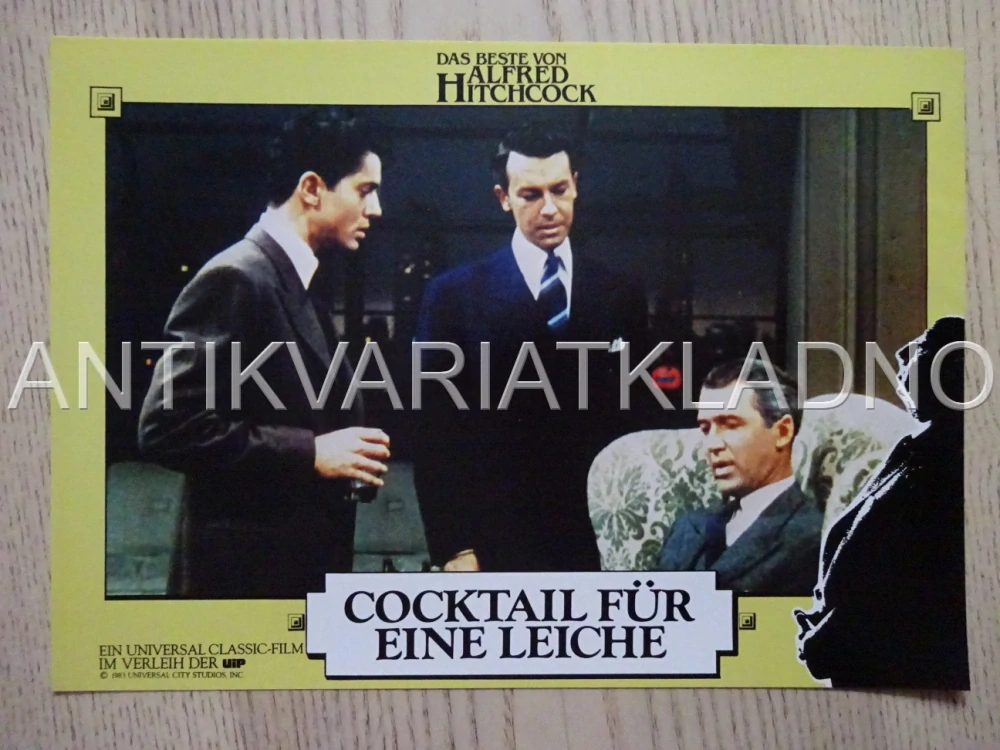 DAS BESTE VON
ALFRED
HITCHCOCK
ANTIKVARIATKLADNO
COCKTAIL FÜR
EINE LEICHE
EIN UNIVERSAL CLASSIC-FILM
IM VERLEIH DER UIP
© 1983 UNIVERSAL CITY STUDIOS, INC.